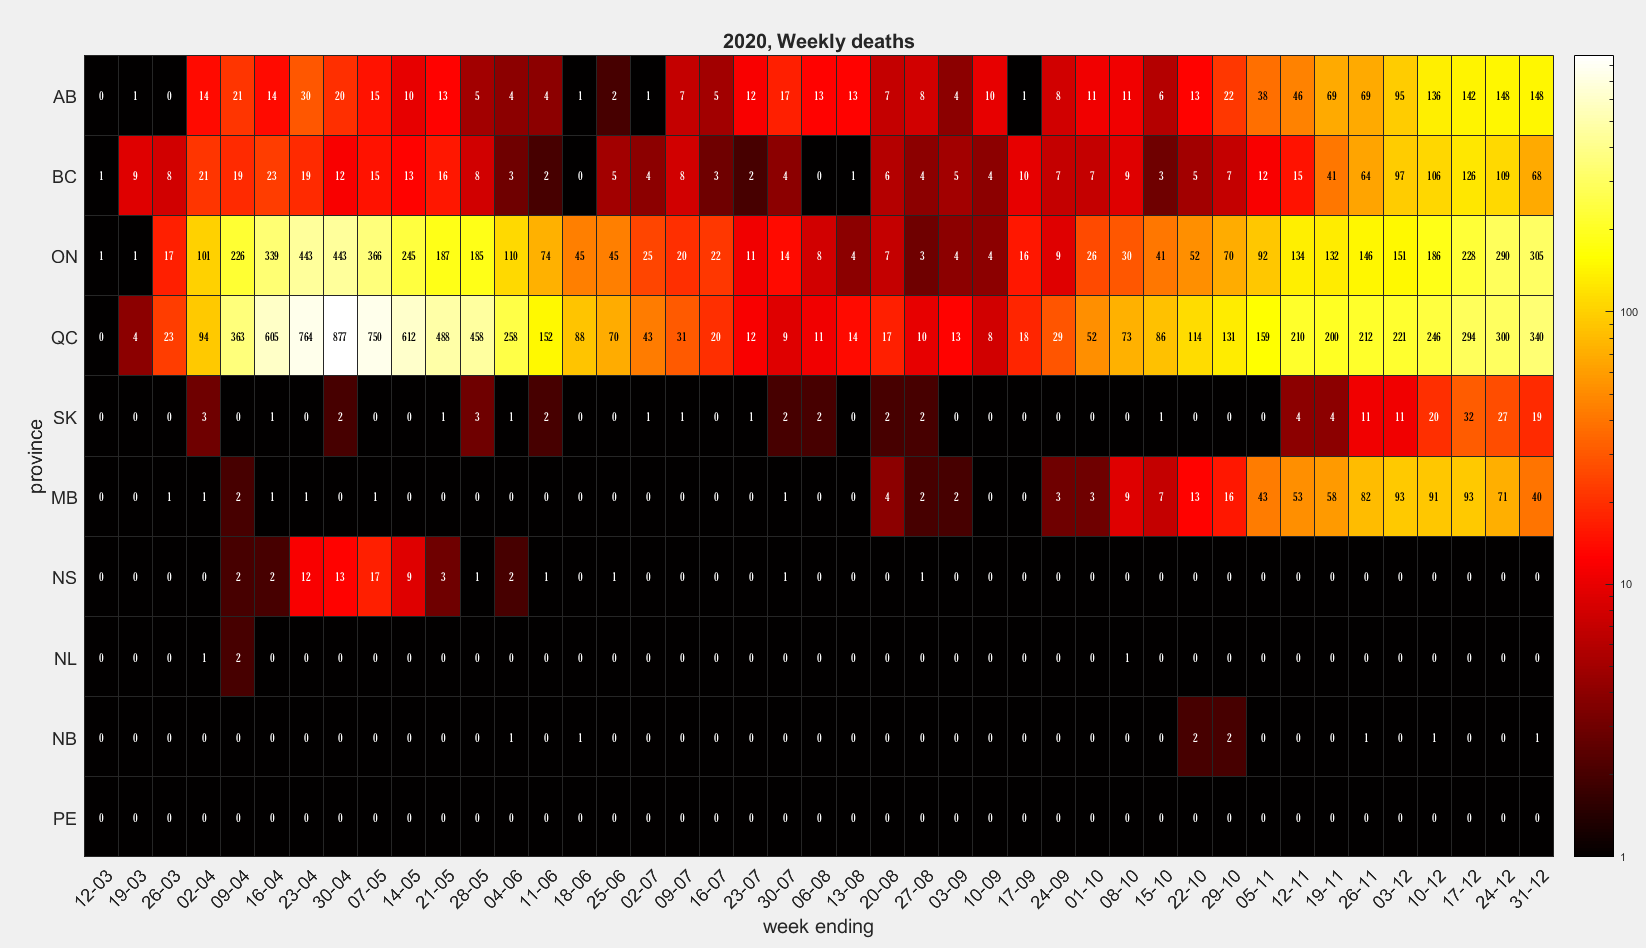 2020, Weekly deaths
AB 0 1 0 14 21 14 30 20 15 10 13 5 4 4 1 2 1 7 5 12 17 13 13 7 8 4 10 1 8 11 11 6 13 22 38 46 69 69 95 136 142 148 148
BC 1 9 8 21 19 23 19 12 15 13 16 8 3 2 0 5 4 8 3 2 4 0 1 6 4 5 4 10 7 7 9 3 5 7 12 15 41 64 97 106 126 109 68
ON 1 1 17 101 226 339 443 443 366 245 187 185 110 74 45 45 25 20 22 11 14 8 4 7 3 4 4 16 9 26 30 41 52 70 92 134 132 146 151 186 228 290 305
100
QC 0 4 23 94 363 605 764 877 750 612 488 458 258 152 88 70 43 31 20 12 9 11 14 17 10 13 8 18 29 52 73 86 114 131 159 210 200 212 221 246 294 300 340
SK 0 0 0 3 0 1 0 2 0 0 1 3 1 2 0 0 1 1 0 1 2 2 0 2 2 0 0 0 0 0 0 1 0 0 0 4 4 11 11 20 32 27 19
province
MB 0 0 1 1 2 1 1 0 1 0 0 0 0 0 0 0 0 0 0 0 1 0 0 4 2 2 0 0 3 3 9 7 13 16 43 53 58 82 93 91 93 71 40
NS 0 0 0 0 2 2 12 13 17 9 3 1 2 1 0 1 0 0 0 0 1 0 0 0 1 0 0 0 0 0 0 0 0 0 0 0 0 0 0 0 0 0 0
10
NL 0 0 0 1 2 0 0 0 0 0 0 0 0 0 0 0 0 0 0 0 0 0 0 0 0 0 0 0 0 0 1 0 0 0 0 0 0 0 0 0 0 0 0
NB 0 0 0 0 0 0 0 0 0 0 0 0 1 0 1 0 0 0 0 0 0 0 0 0 0 0 0 0 0 0 0 0 2 2 0 0 0 1 0 1 0 0 1
PE 0 0 0 0 0 0 0 0 0 0 0 0 0 0 0 0 0 0 0 0 0 0 0 0 0 0 0 0 0 0 0 0 0 0 0 0 0 0 0 0 0 0 0
1
12-03 19-03 26-03 02-04 09-04 16-04 23-04 30-04 07-05 14-05 21-05 28-05 04-06 11-06 18-06 25-06 02-07 09-07 16-07 23-07 30-07 06-08 13-08 20-08 27-08 03-09 10-09 17-09 24-09 01-10 08-10 15-10 22-10 29-10 05-11 12-11 19-11 26-11 03-12 10-12 17-12 24-12 31-12
week ending